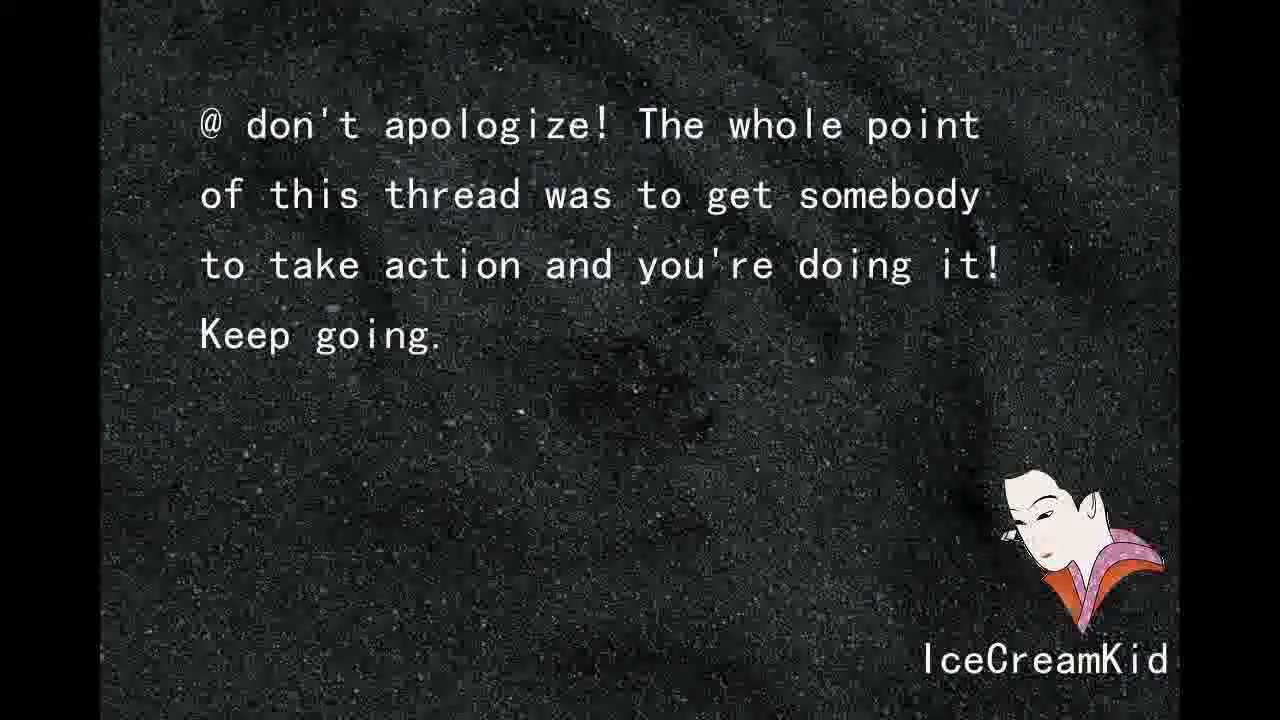 @ don't apologize! The whole point
of this thread was to get somebody
to take action and you're doing it!
Keep going.
IceCreamKid